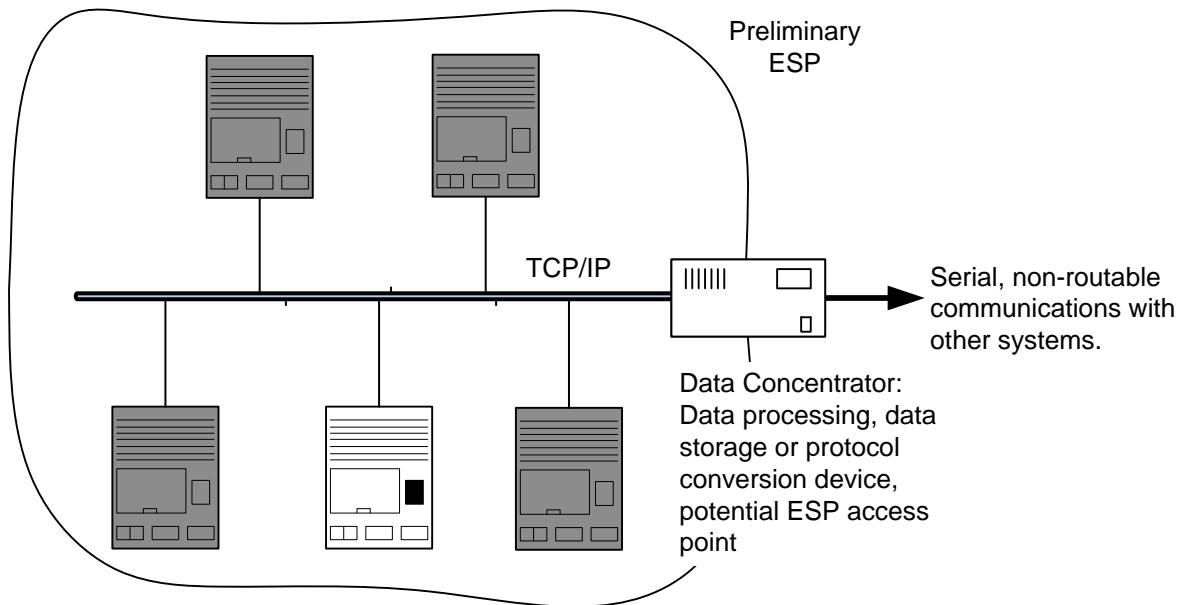 Preliminary
ESP
TCP/IP
Serial, non-routable
communications with
other systems.
Data Concentrator:
Data processing, data
storage or protocol
conversion device,
potential ESP access
point